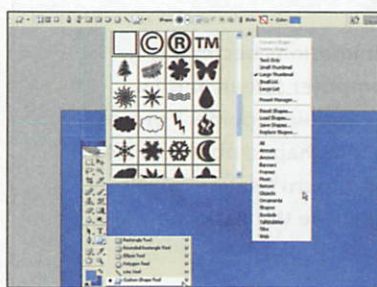 Shape:
Color:
© ® TM
Text Only
Small Thumbnail
Large Thumbnail
Small List
Large List
Preset Manager...
Reset Shapes...
Load Shapes...
Save Shapes...
Replace Shapes...
All
Animals
Arrows
Banners
Frames
Music
Nature
Objects
Ornaments
Shapes
Symbols
TalkBubbles
Tiles
Web
Rectangle Tool
Rounded Rectangle Tool
Ellipse Tool
Polygon Tool
Line Tool
Custom Shape Tool